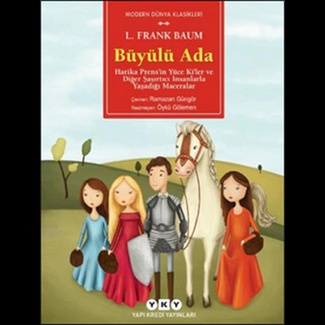 MODERN DÜNYA KLASİKLERİ
L. FRANK BAUM
Büyülü Ada
Harika Prens'in Yüce Ki'ler ve
Diğer Şaşırtıcı İnsanlarla
Yaşadığı Maceralar
Çeviren: Ramazan Güngör
Resimleyen: Öykü Gölemen
YKY
YAPI KREDİ YAYINLARI